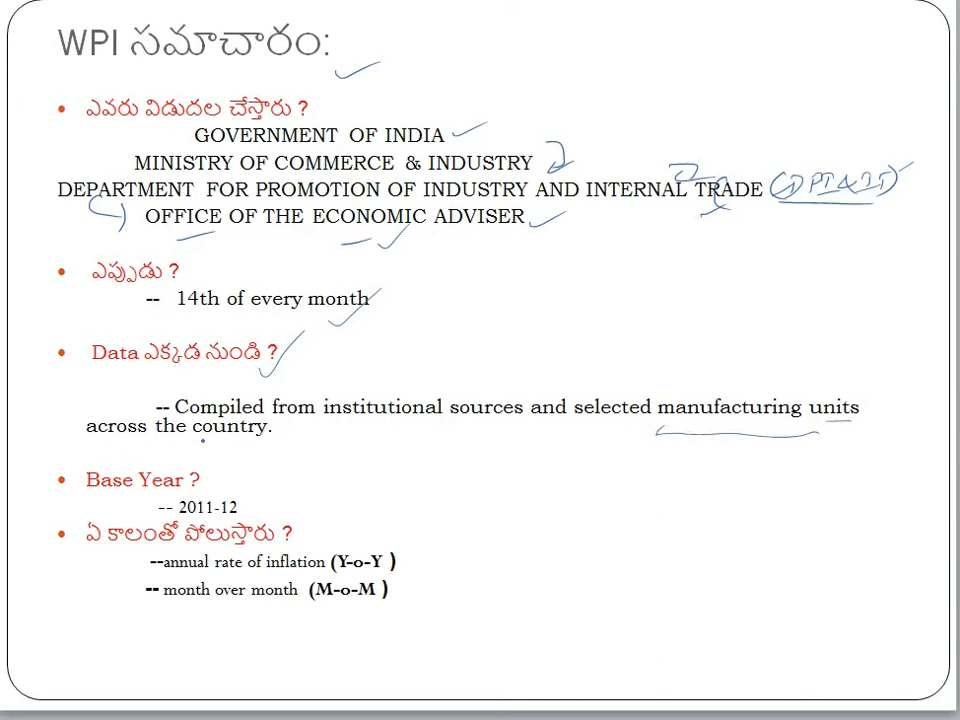 WPI సమాచారం:
• ఎవరు విడుదల చేస్తారు ?
GOVERNMENT OF INDIA
MINISTRY OF COMMERCE & INDUSTRY
DEPARTMENT FOR PROMOTION OF INDUSTRY AND INTERNAL TRADE (DPI & IT)
OFFICE OF THE ECONOMIC ADVISER
• ఎప్పుడు ?
-- 14th of every month
• Data ఎక్కడ నుండి ?
-- Compiled from institutional sources and selected manufacturing units
across the country.
• Base Year ?
-- 2011-12
• ఏ కాలంతో పోలుస్తారు ?
--annual rate of inflation (Y-o-Y )
-- month over month (M-o-M )